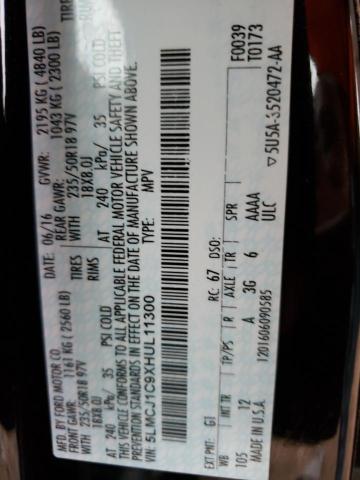 MFD. BY FORD MOTOR CO.
DATE: 06/16 GVWR: 2195 KG ( 4840 LB)
FRONT GAWR: 1161 KG ( 2560 LB) REAR GAWR: 1043 KG ( 2300 LB)
WITH 235/50R18 97V TIRES WITH 235/50R18 97V TIRES
18X8.0J RIMS 18X8.0J RIMS
AT 240 kPa/ 35 PSI COLD AT 240 kPa/ 35 PSI COLD
THIS VEHICLE CONFORMS TO ALL APPLICABLE FEDERAL MOTOR VEHICLE SAFETY AND THEFT
PREVENTION STANDARDS IN EFFECT ON THE DATE OF MANUFACTURE SHOWN ABOVE.
VIN: 5LMCJ1C9XHUL11300 TYPE: MPV
F0039
T0173
EXT PNT: G1 RC: 67 DSO:
WB INT TR TP/PS R AXLE TR SPR
105 12 A 3G 6 AAAA
MADE IN U.S.A. ULC
1201606090585
▽5U5A-3520472-AA